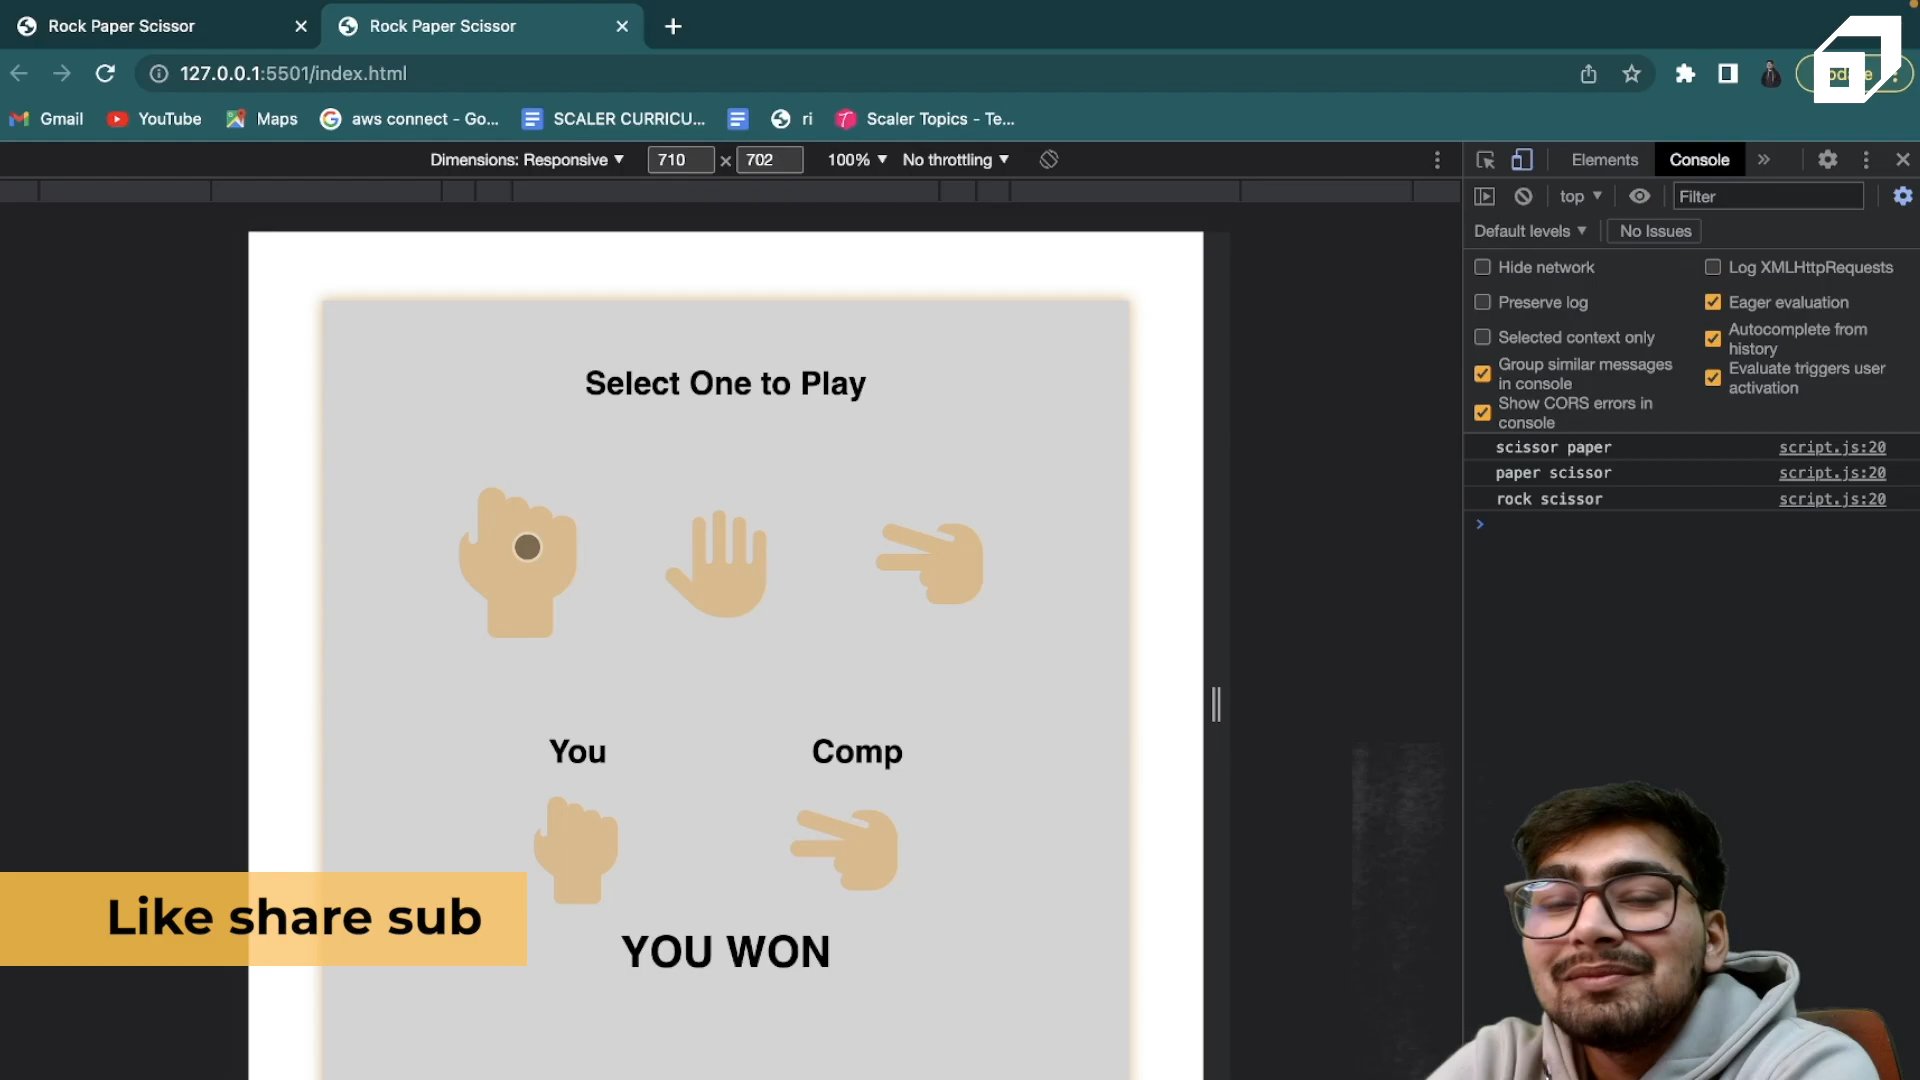 Rock Paper Scissor
Rock Paper Scissor
127.0.0.1:5501/index.html
Gmail
YouTube
Maps
aws connect - Go...
SCALER CURRICU...
ri
Scaler Topics - Te...
Dimensions: Responsive
710
×
702
100%
No throttling
Elements
Console
top
Filter
Default levels
No Issues
Hide network
Log XMLHttpRequests
Preserve log
Eager evaluation
Selected context only
Autocomplete from
history
Group similar messages
in console
Evaluate triggers user
activation
Show CORS errors in
console
scissor paper script.js:20
paper scissor script.js:20
rock scissor script.js:20
Select One to Play
You
Comp
YOU WON
Like share sub